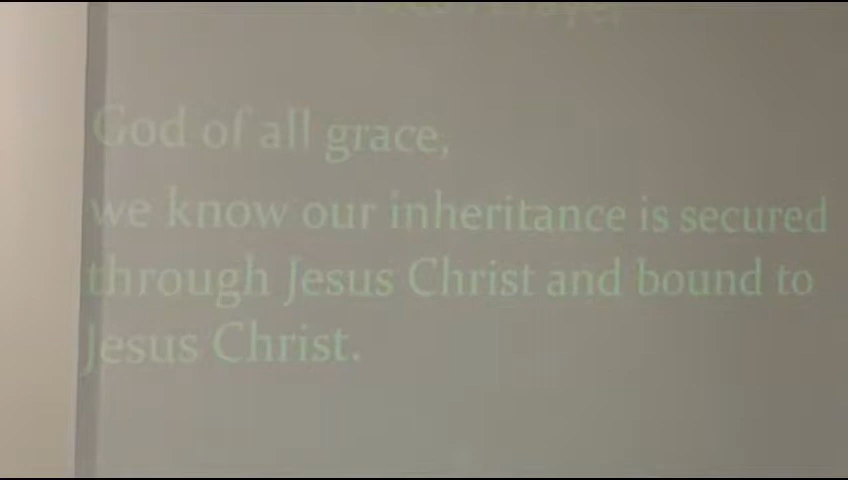 God of all grace,
we know our inheritance is secured
through Jesus Christ and bound to
Jesus Christ.